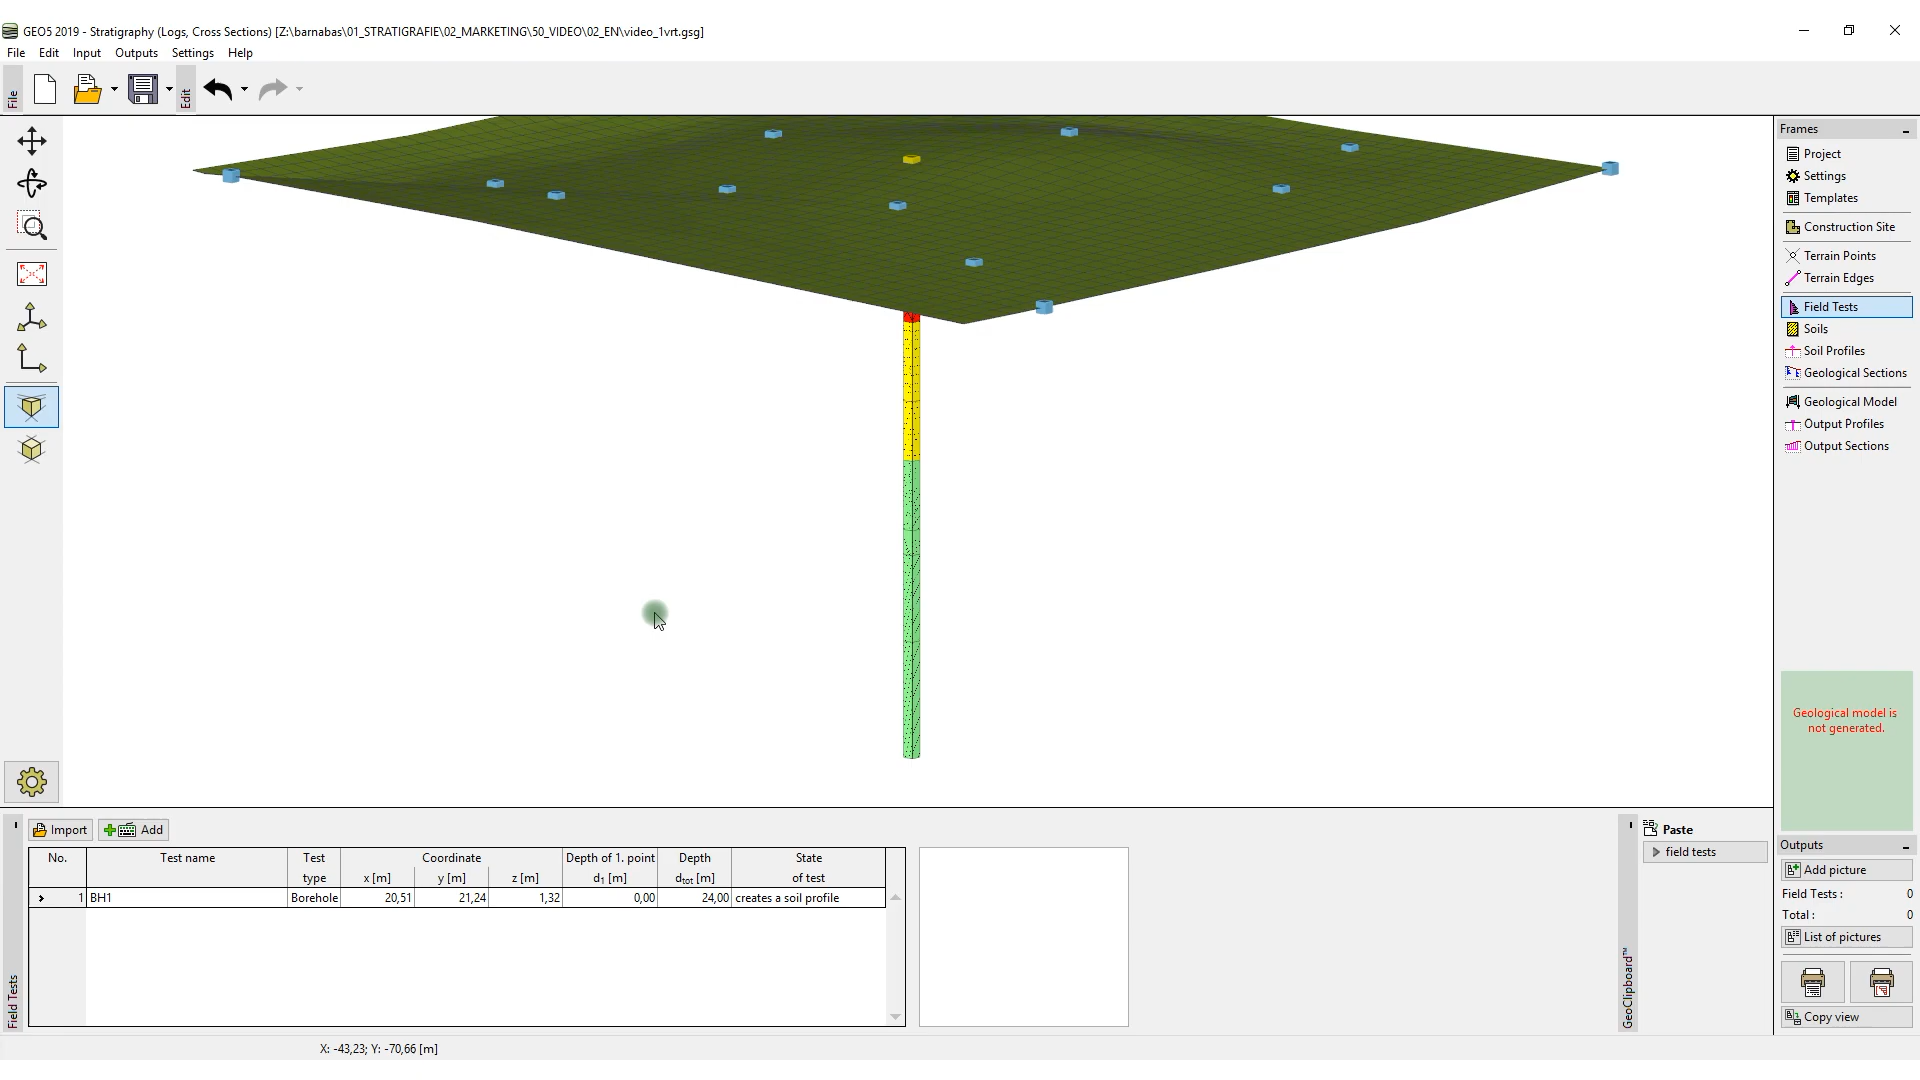 GEO5 2019 - Stratigraphy (Logs, Cross Sections) [Z:\barnabas\01_STRATIGRAFIE\02_MARKETING\50_VIDEO\02_EN\video_1vrt.gsg]
File Edit Input Outputs Settings Help
File
Edit
Frames
Project
Settings
Templates
Construction Site
Terrain Points
Terrain Edges
Field Tests
Soils
Soil Profiles
Geological Sections
Geological Model
Output Profiles
Output Sections
Geological model is
not generated.
Field Tests
Import Add
No. Test name Test Coordinate Depth of 1. point Depth State
type x [m] y [m] z [m] d1 [m] dtot [m] of test
1 BH1 Borehole 20,51 21,24 1,32 0,00 24,00 creates a soil profile
GeoClipboard™
Paste
field tests
Outputs
Add picture
Field Tests : 0
Total : 0
List of pictures
Copy view
X: -43,23; Y: -70,66 [m]